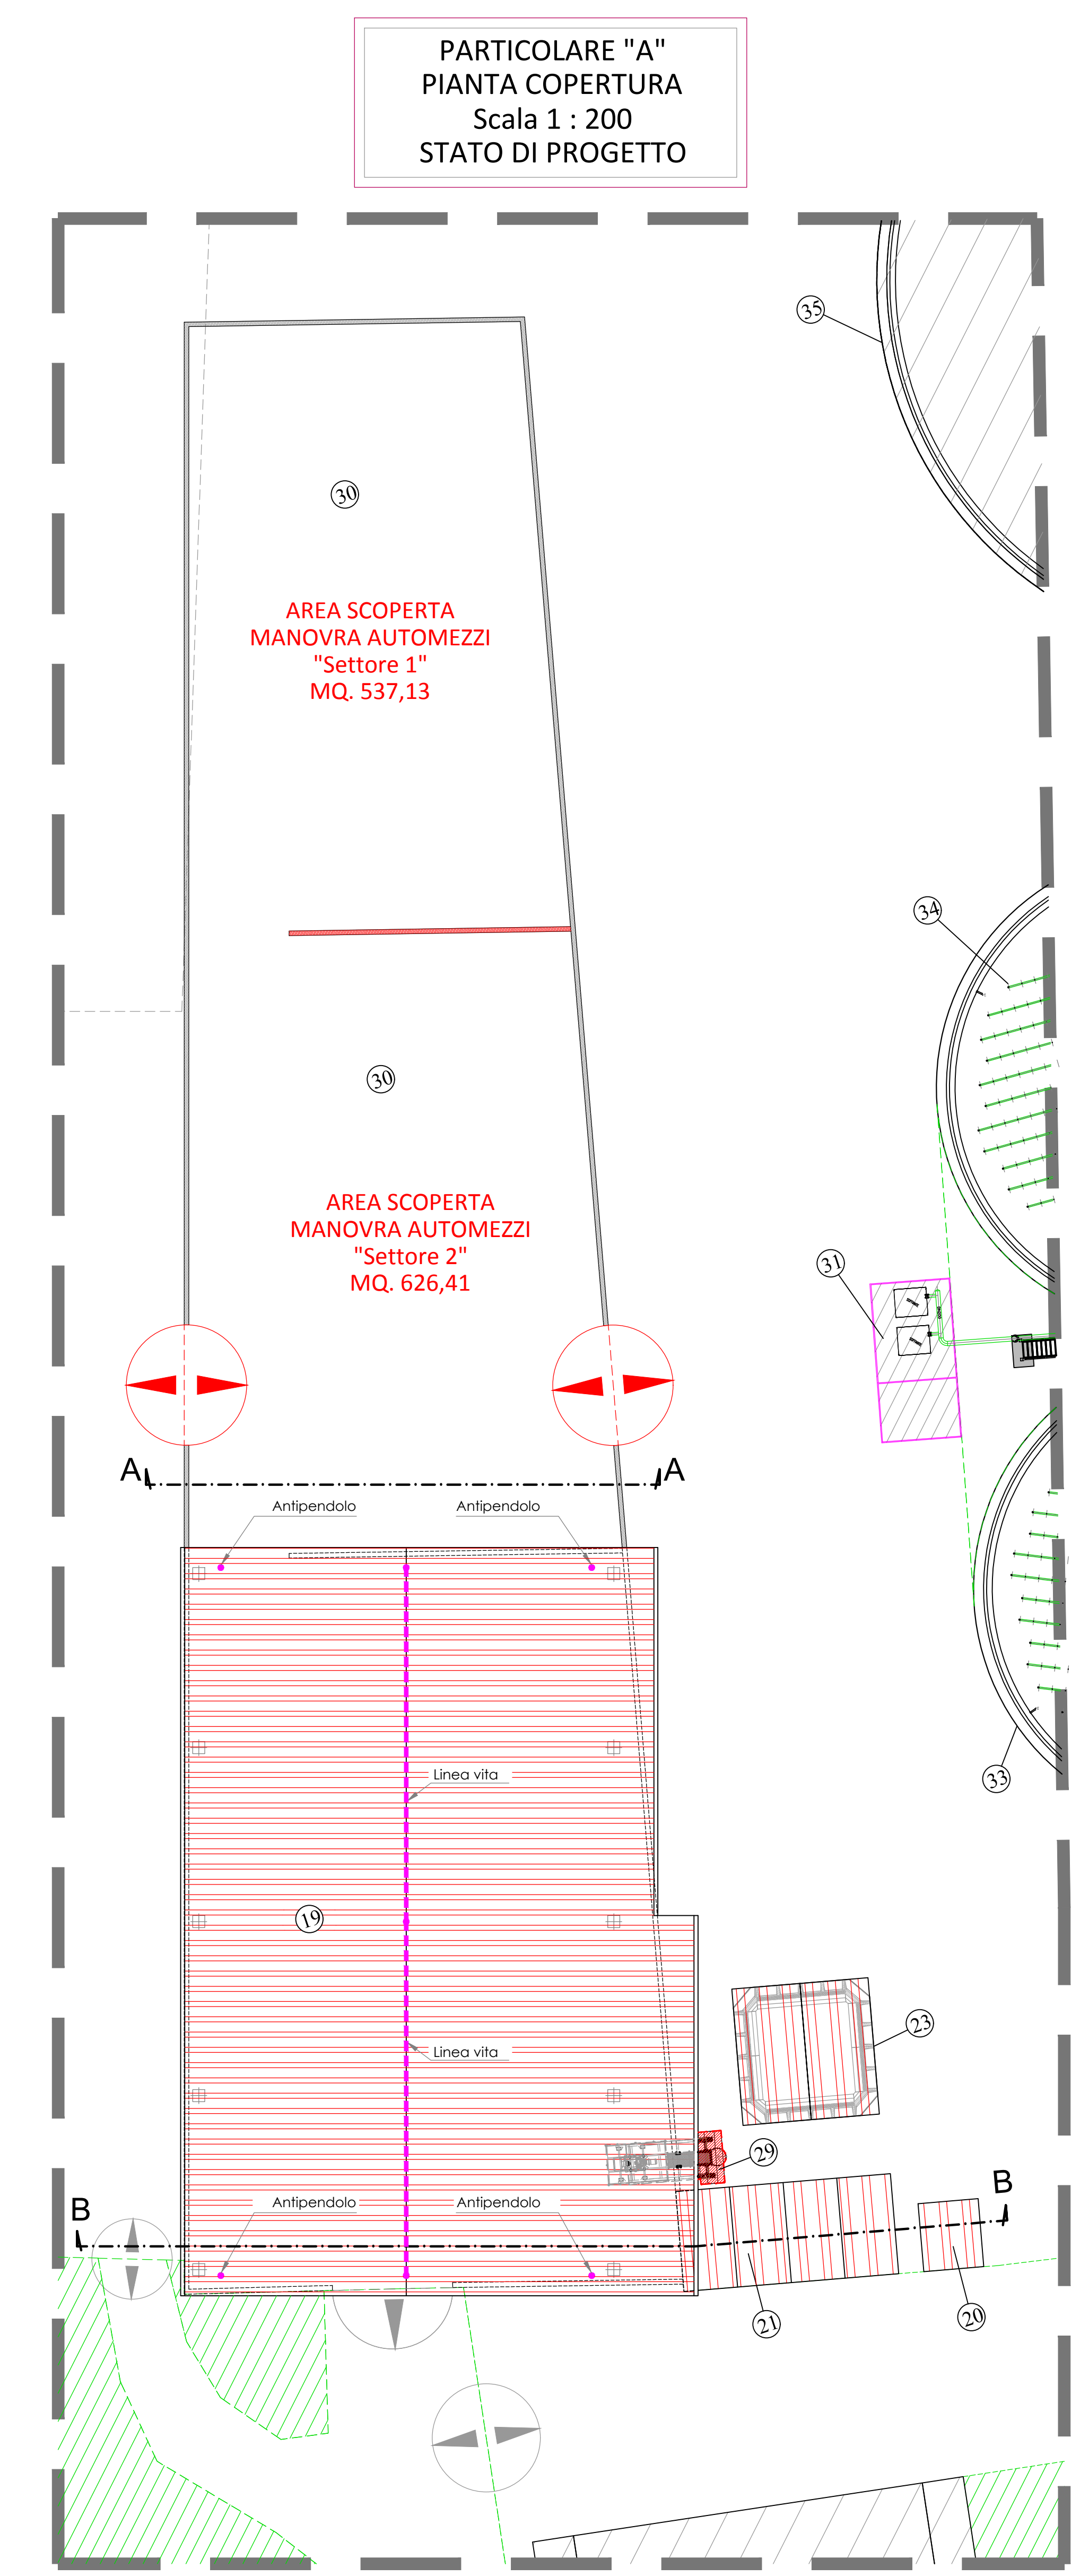 PARTICOLARE "A"
PIANTA COPERTURA
Scala 1 : 200
STATO DI PROGETTO
35
30
AREA SCOPERTA
MANOVRA AUTOMEZZI
"Settore 1"
MQ. 537,13
34
30
AREA SCOPERTA
MANOVRA AUTOMEZZI
"Settore 2"
MQ. 626,41
31
A A
Antipendolo Antipendolo
Linea vita
33
19
23
Linea vita
29
Antipendolo Antipendolo
B B
21
20